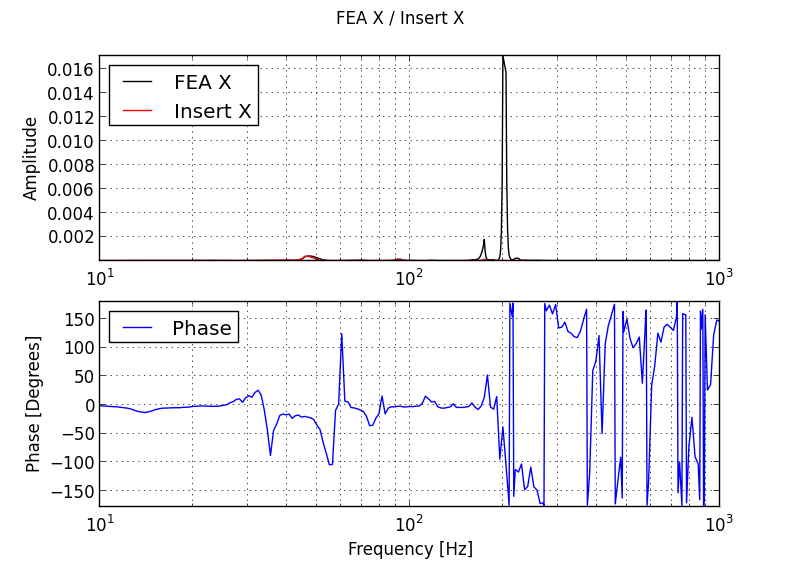 FEA X / Insert X
0.016
0.014
0.012
0.010
0.008
0.006
0.004
0.002
Amplitude
FEA X
Insert X
10^1 10^2 10^3
150
100
50
0
−50
−100
−150
Phase [Degrees]
Phase
10^1 10^2 10^3
Frequency [Hz]